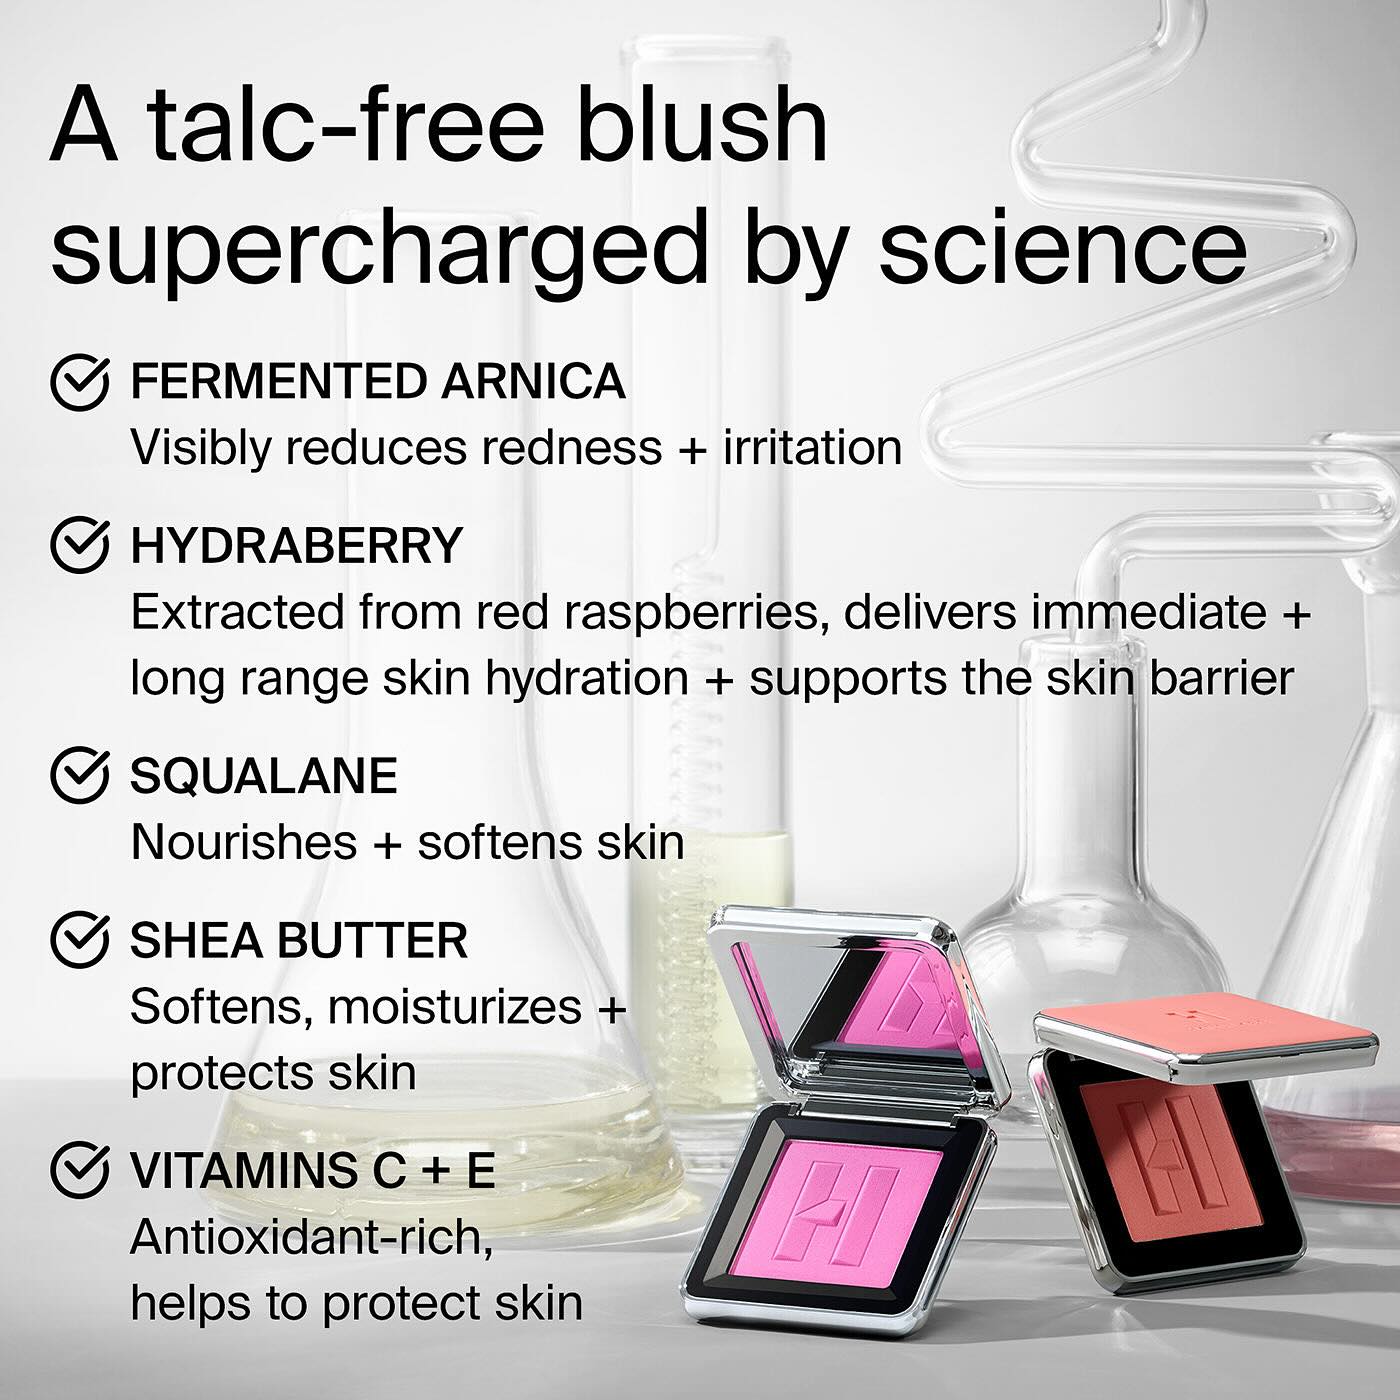 A talc-free blush
supercharged by science
FERMENTED ARNICA
Visibly reduces redness + irritation
HYDRABERRY
Extracted from red raspberries, delivers immediate +
long range skin hydration + supports the skin barrier
SQUALANE
Nourishes + softens skin
SHEA BUTTER
Softens, moisturizes +
protects skin
VITAMINS C + E
Antioxidant-rich,
helps to protect skin
H
H